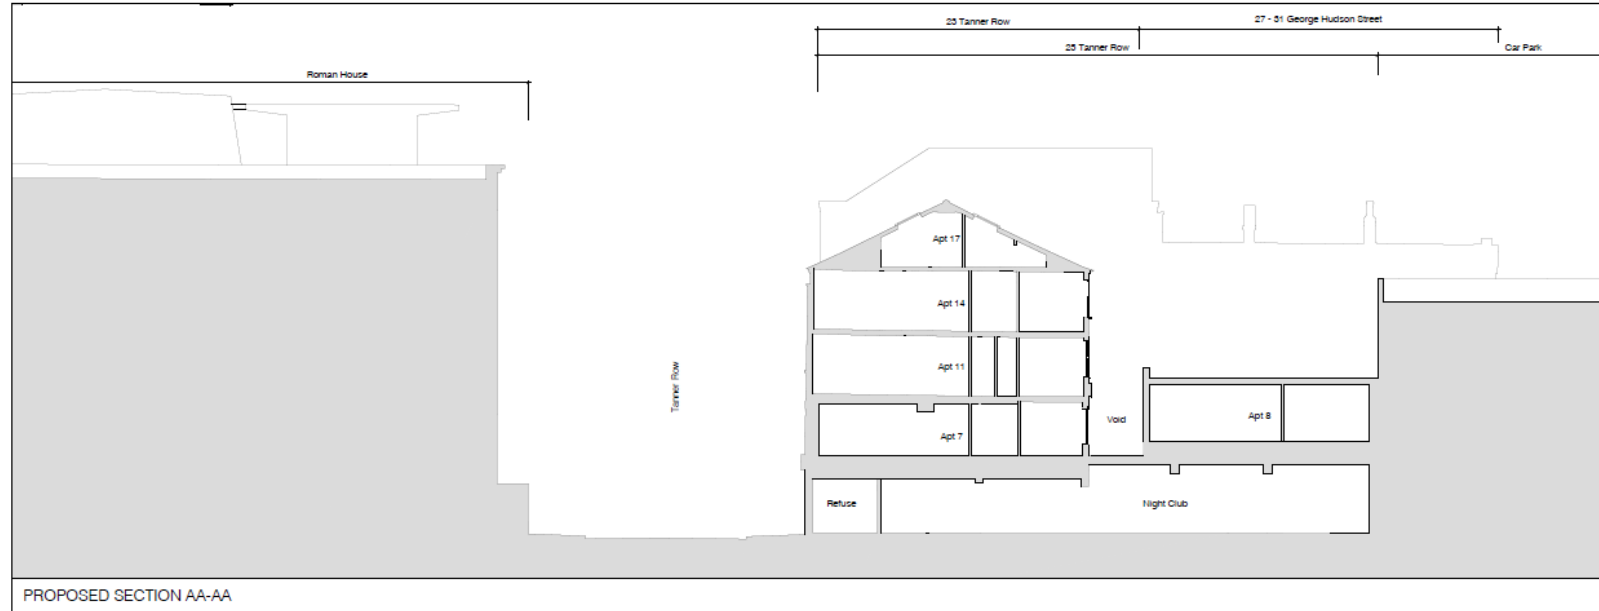 25 Tanner Row
27 - 31 George Hudson Street
25 Tanner Row
Car Park
Roman House
Apt 17
Apt 14
Tanner Row
Apt 11
Void
Apt 8
Apt 7
Refuse
Night Club
PROPOSED SECTION AA-AA